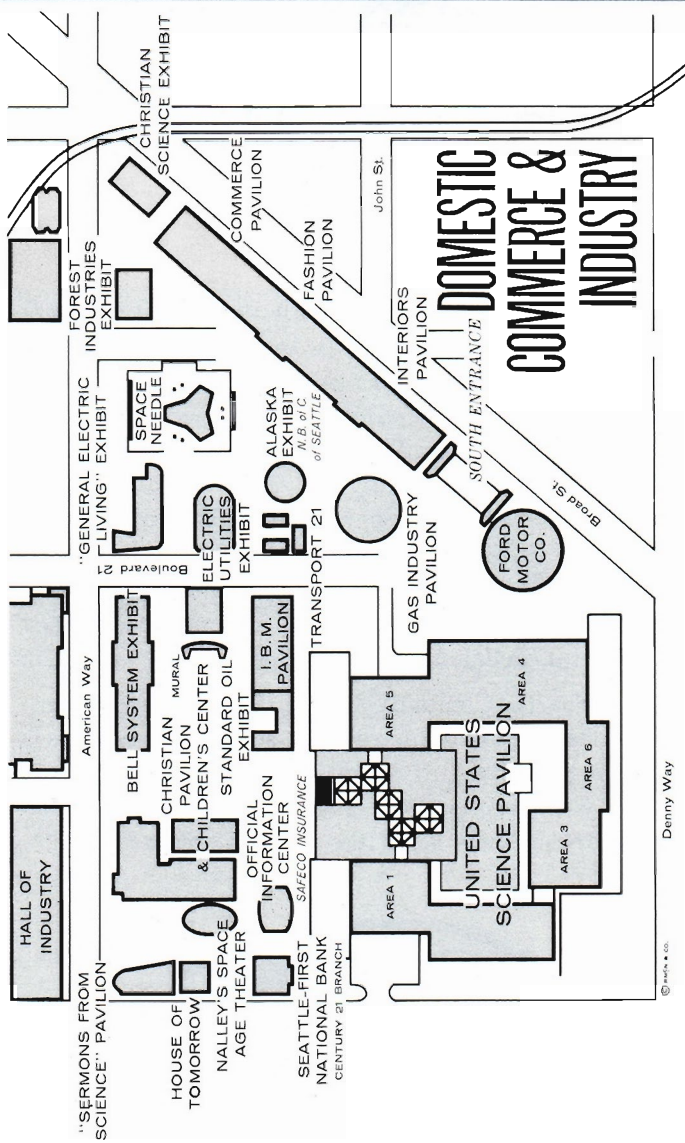 DOMESTIC
COMMERCE &
INDUSTRY
CHRISTIAN
SCIENCE EXHIBIT
COMMERCE
PAVILION
FASHION
PAVILION
John St.
INTERIORS
PAVILION
SOUTH ENTRANCE
Broad St.
FOREST
INDUSTRIES
EXHIBIT
SPACE
NEEDLE
"GENERAL ELECTRIC
LIVING" EXHIBIT
ALASKA
EXHIBIT
N.B. of C.
of SEATTLE
ELECTRIC
UTILITIES
EXHIBIT
Boulevard 21
TRANSPORT 21
GAS INDUSTRY
PAVILION
FORD
MOTOR
CO.
American Way
BELL SYSTEM EXHIBIT
MURAL
CHRISTIAN
PAVILION
& CHILDREN'S CENTER
STANDARD OIL
EXHIBIT
I.B.M.
PAVILION
OFFICIAL
INFORMATION
CENTER
SAFECO INSURANCE
HALL OF
INDUSTRY
"SERMONS FROM
SCIENCE" PAVILION
HOUSE OF
TOMORROW
NALLEY'S SPACE
AGE THEATER
SEATTLE-FIRST
NATIONAL BANK
CENTURY 21 BRANCH
UNITED STATES
SCIENCE PAVILION
AREA 1
AREA 3
AREA 4
AREA 5
AREA 6
Denny Way